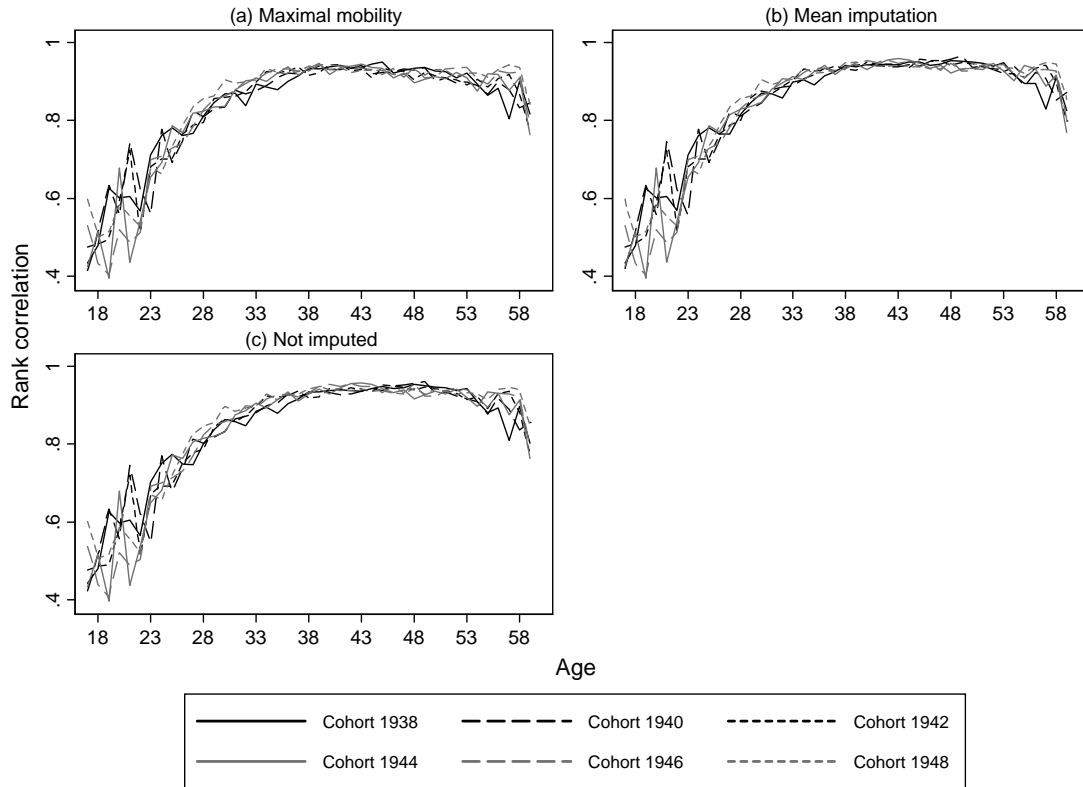 (a) Maximal mobility
(b) Mean imputation
1
.8
.6
.4
18 23 28 33 38 43 48 53 58
1
.8
.6
.4
18 23 28 33 38 43 48 53 58
(c) Not imputed
1
.8
.6
.4
18 23 28 33 38 43 48 53 58
Rank correlation
Age
Cohort 1938 Cohort 1940 Cohort 1942
Cohort 1944 Cohort 1946 Cohort 1948